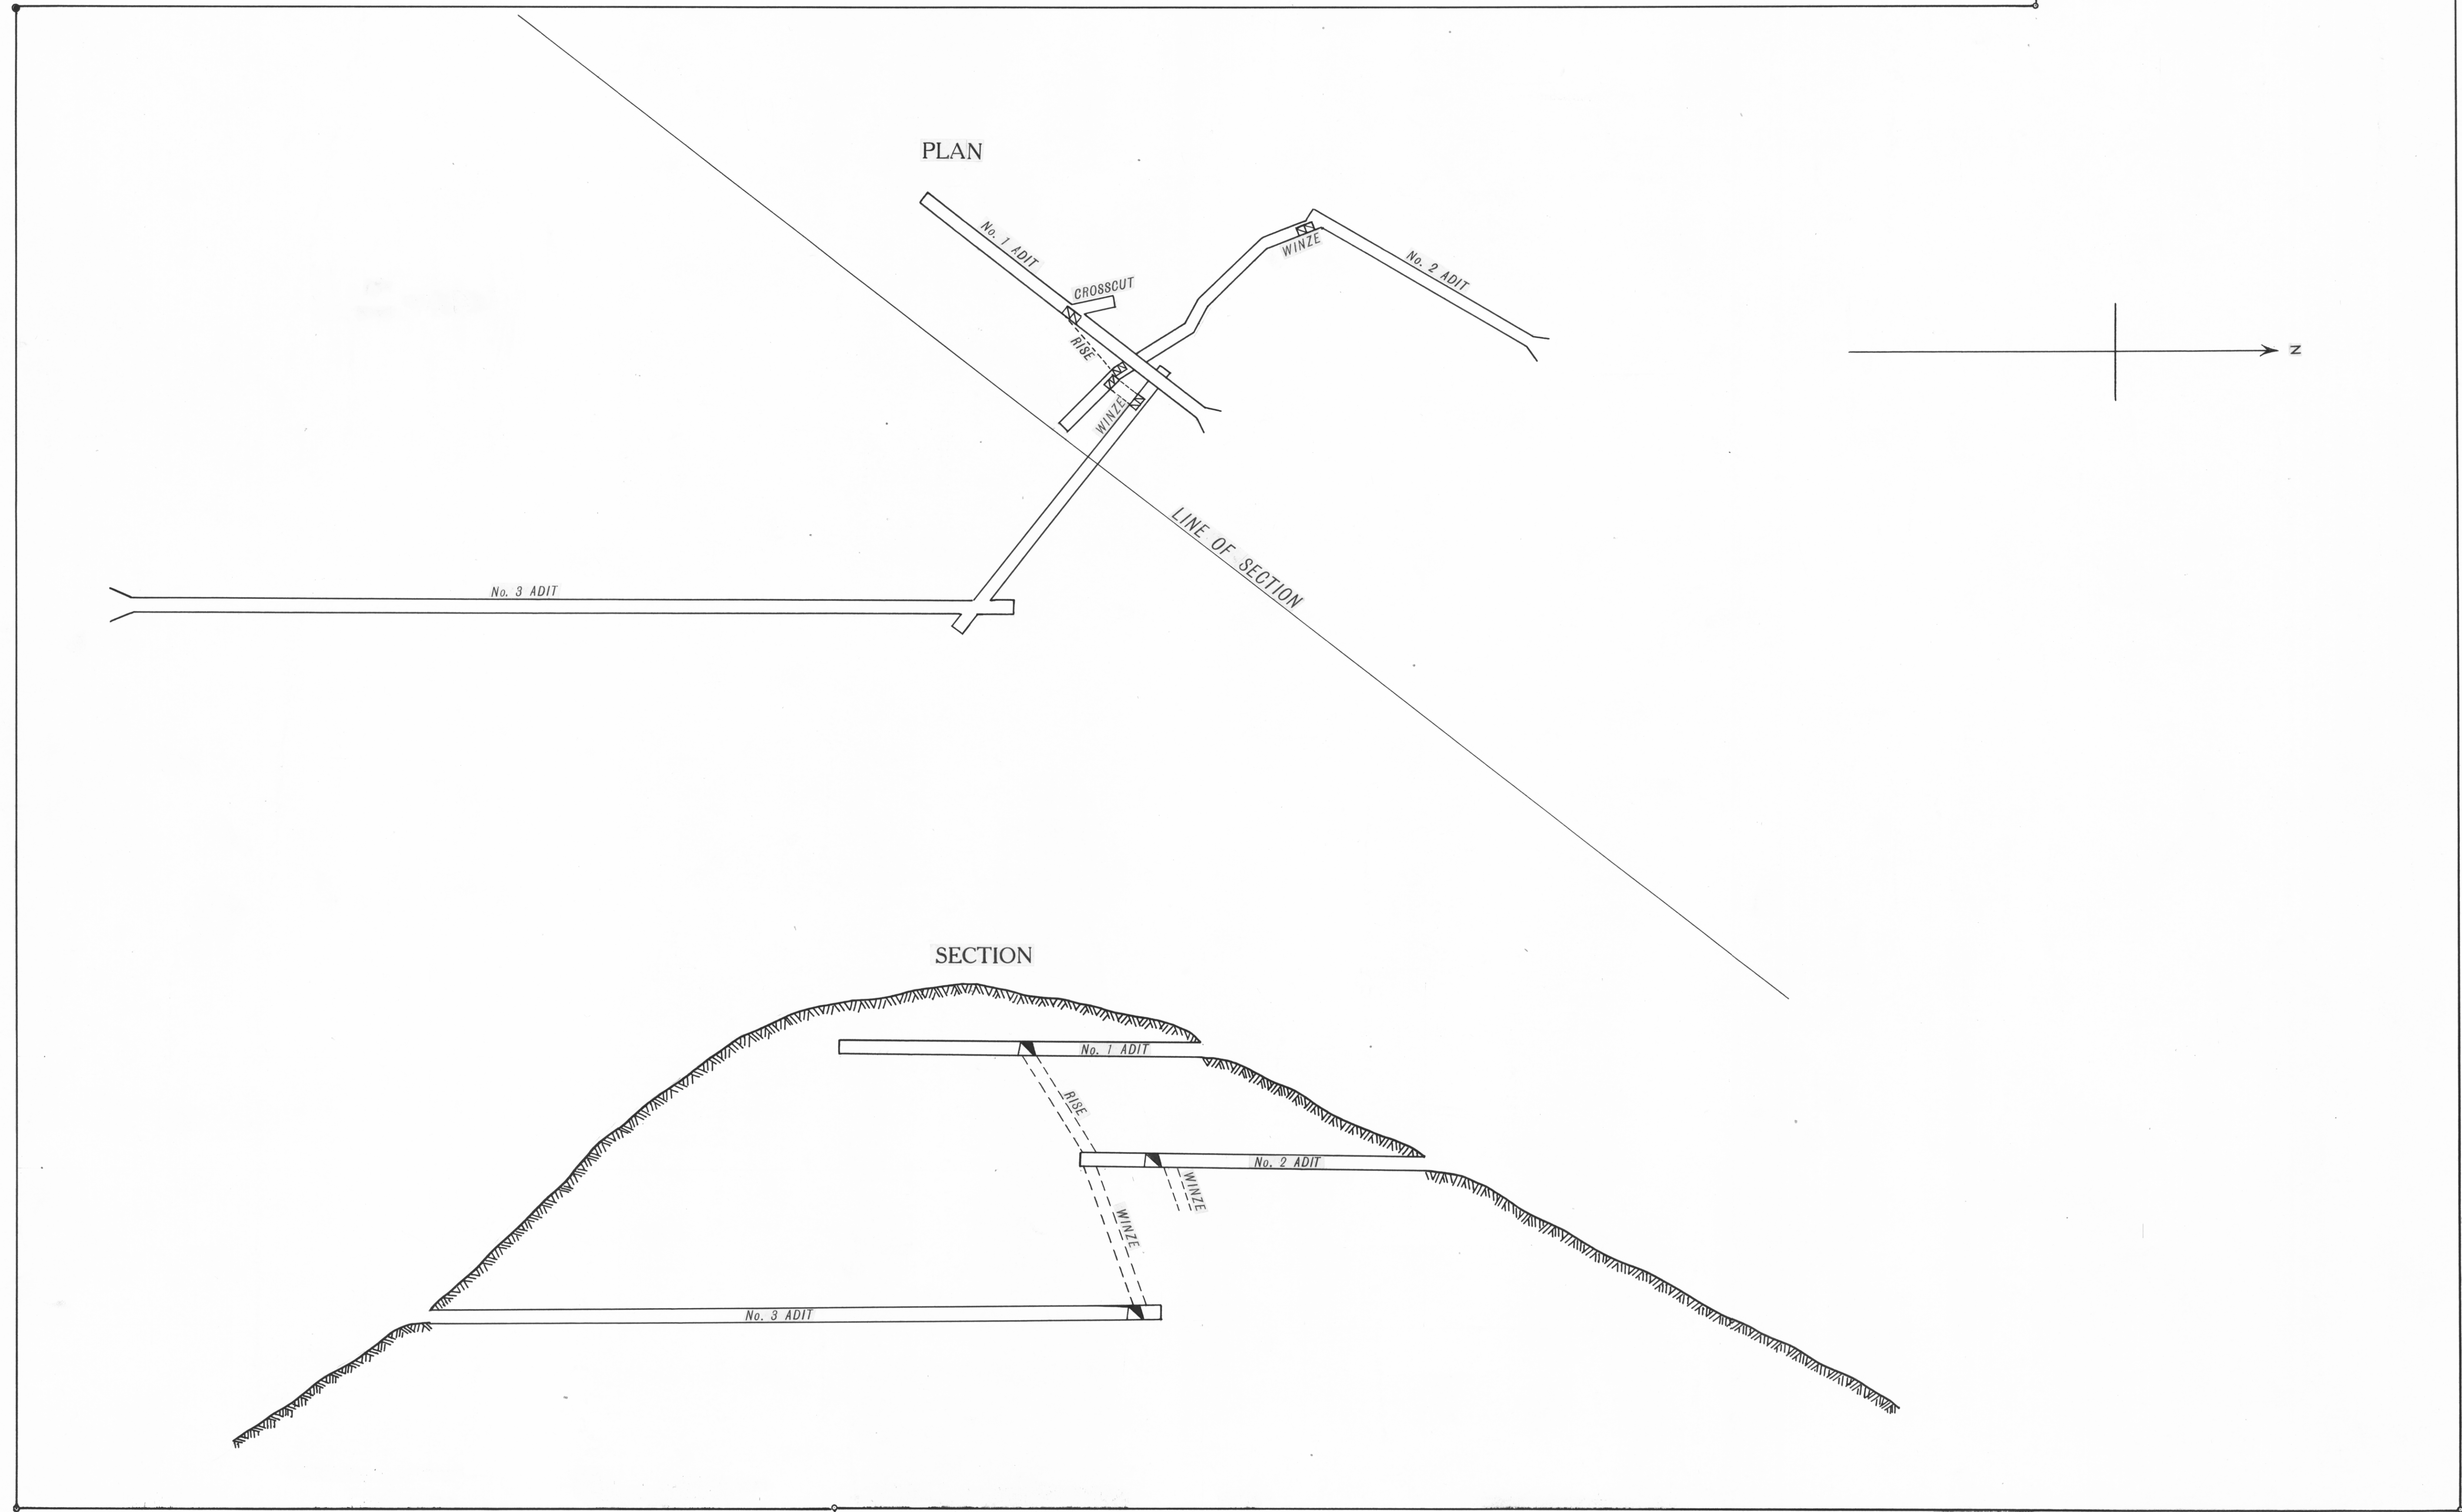 PLAN
No. 1 ADIT
CROSSCUT
RISE
WINZE
WINZE
No. 2 ADIT
N
LINE OF SECTION
No. 3 ADIT
SECTION
No. 1 ADIT
RISE
No. 2 ADIT
WINZE
WINZE
No. 3 ADIT